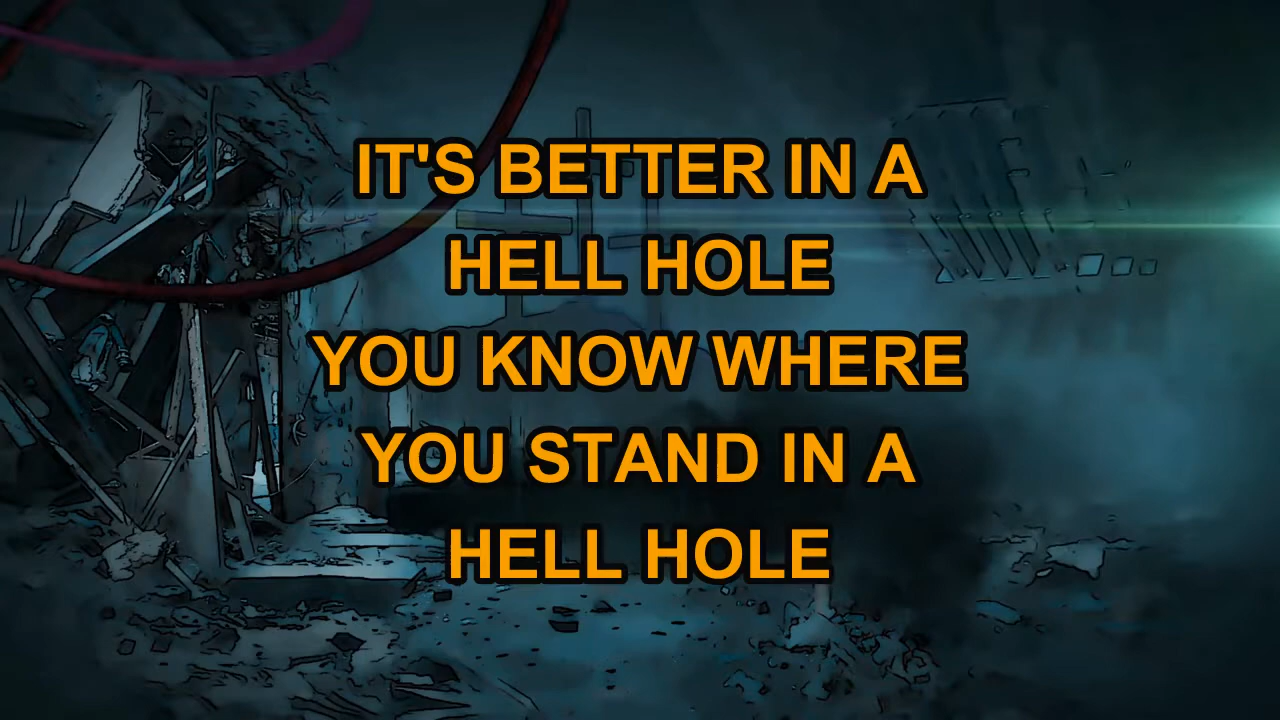 IT'S BETTER IN A
HELL HOLE
YOU KNOW WHERE
YOU STAND IN A
HELL HOLE